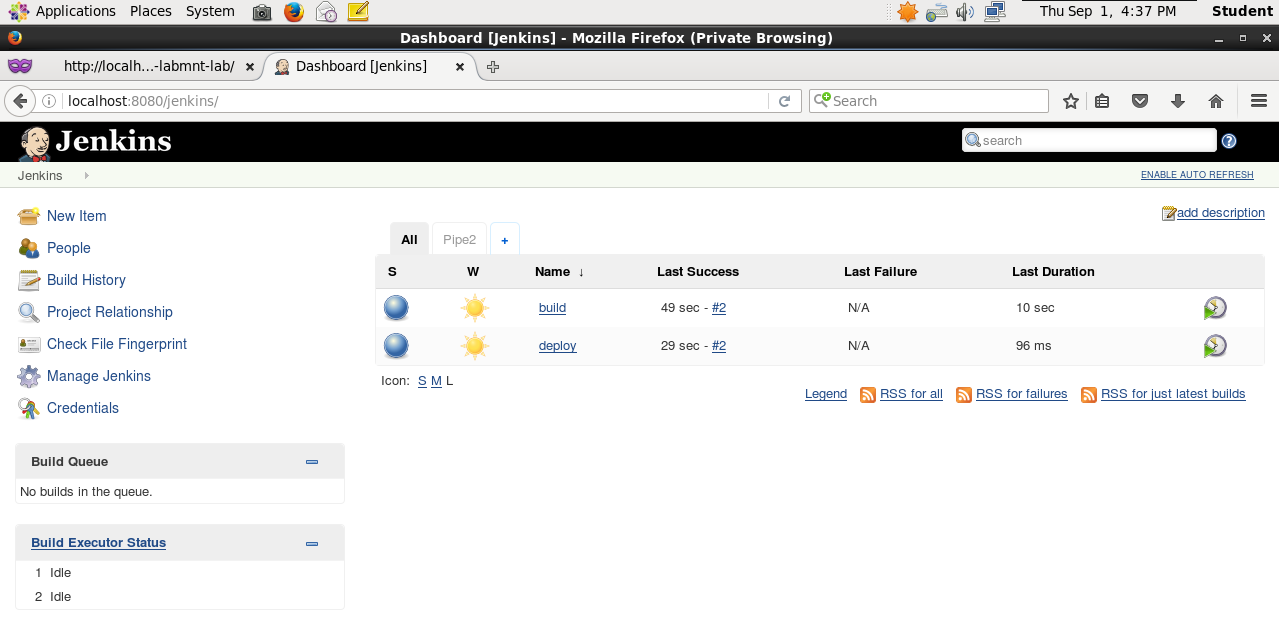 Applications Places System Thu Sep 1, 4:37 PM Student
Dashboard [Jenkins] - Mozilla Firefox (Private Browsing)
http://localh...-labmnt-lab/ Dashboard [Jenkins]
localhost:8080/jenkins/ Search
Jenkins search
Jenkins ENABLE AUTO REFRESH
New Item
People
Build History
Project Relationship
Check File Fingerprint
Manage Jenkins
Credentials
Build Queue
No builds in the queue.
Build Executor Status
1 Idle
2 Idle
add description
All Pipe2 +
S W Name ↓ Last Success Last Failure Last Duration
build 49 sec - #2 N/A 10 sec
deploy 29 sec - #2 N/A 96 ms
Icon: S M L
Legend RSS for all RSS for failures RSS for just latest builds